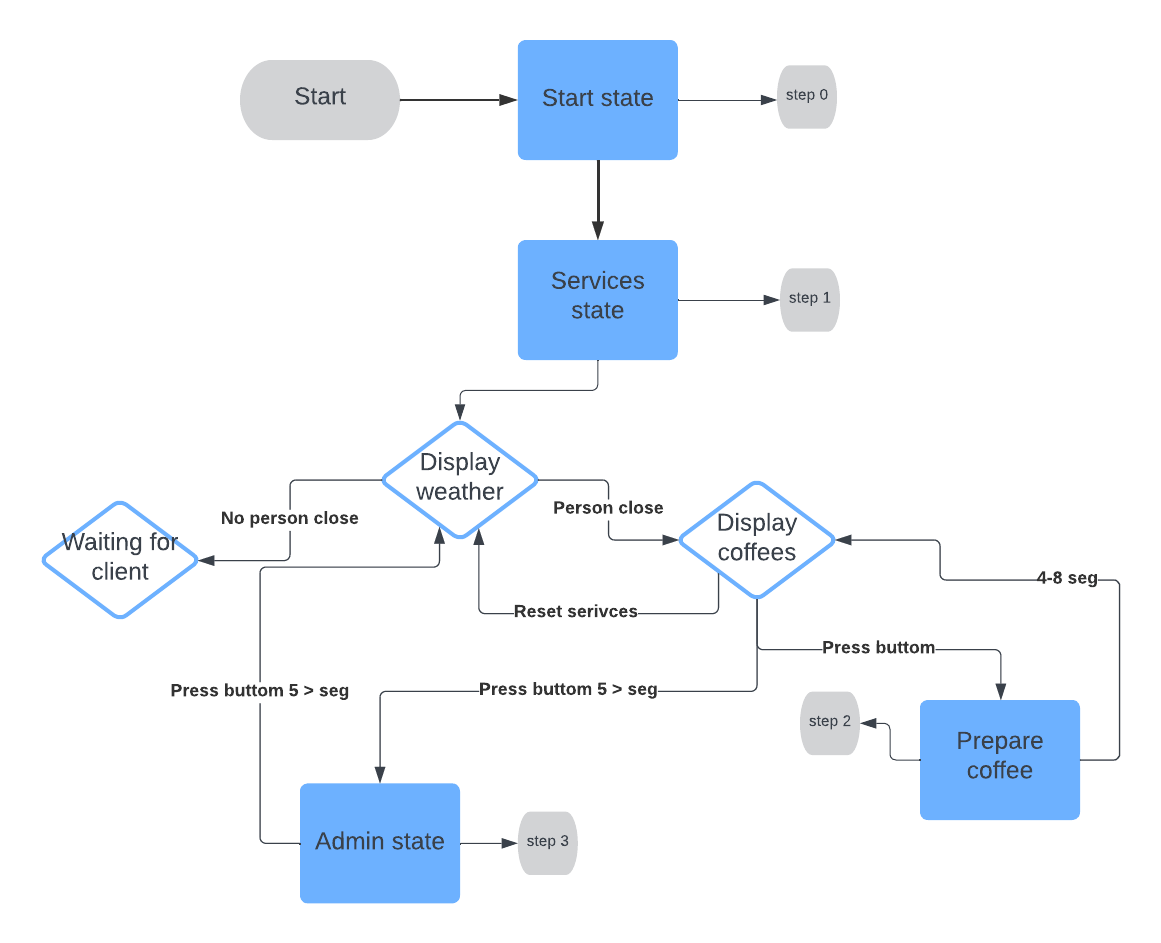 Start
Start state
step 0
Services
state
step 1
Display
weather
No person close
Person close
Waiting for
client
Display
coffees
4-8 seg
Reset serivces
Press buttom
Press buttom 5 > seg
Press buttom 5 > seg
step 2
Prepare
coffee
Admin state
step 3